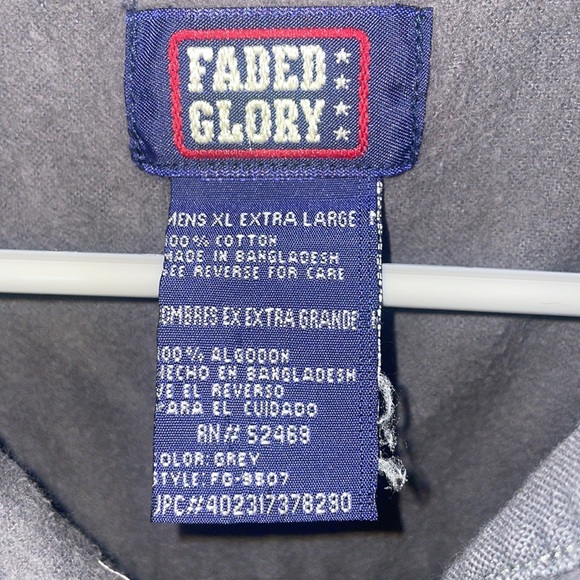 FADED
GLORY
MENS XL EXTRA LARGE
100% COTTON
MADE IN BANGLADESH
SEE REVERSE FOR CARE
HOMBRES EX EXTRA GRANDE
100% ALGODON
HECHO EN BANGLADESH
VE EL REVERSO
PARA EL CUIDADO
RN# 52469
COLOR: GREY
STYLE: FG-9507
UPC#402317378290